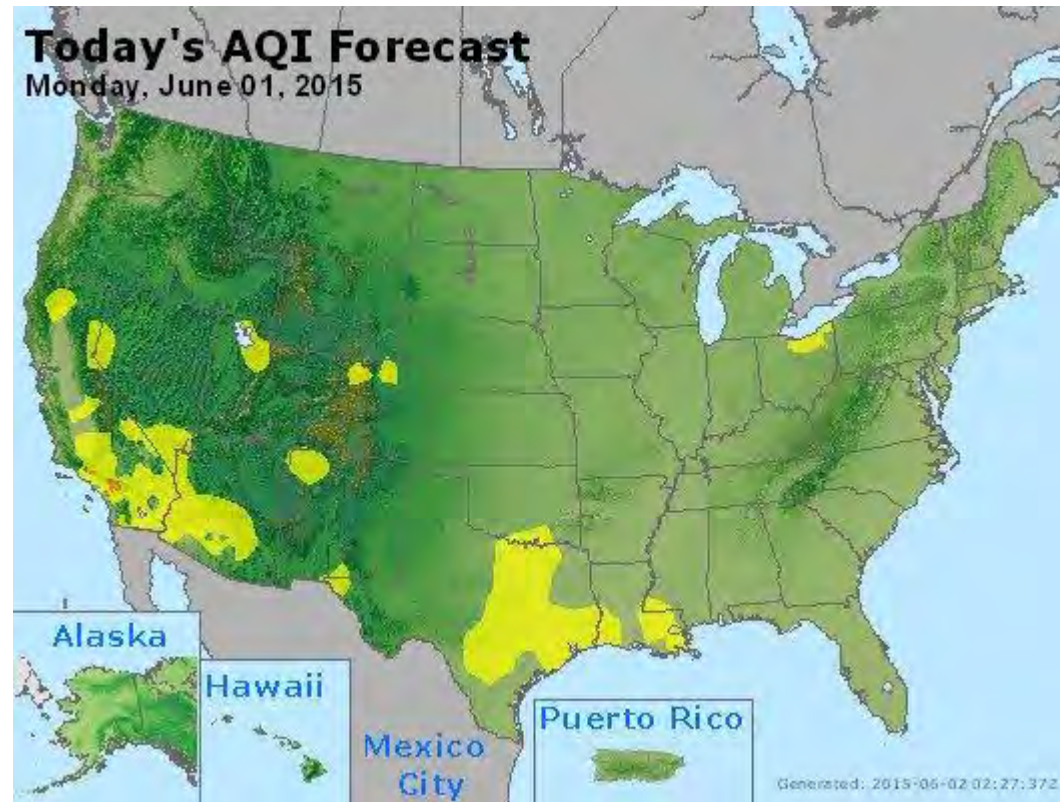 Today's AQI Forecast
Monday, June 01, 2015
Alaska
Hawaii
Mexico
City
Puerto Rico
Generated: 2015-06-02 02:27:37Z